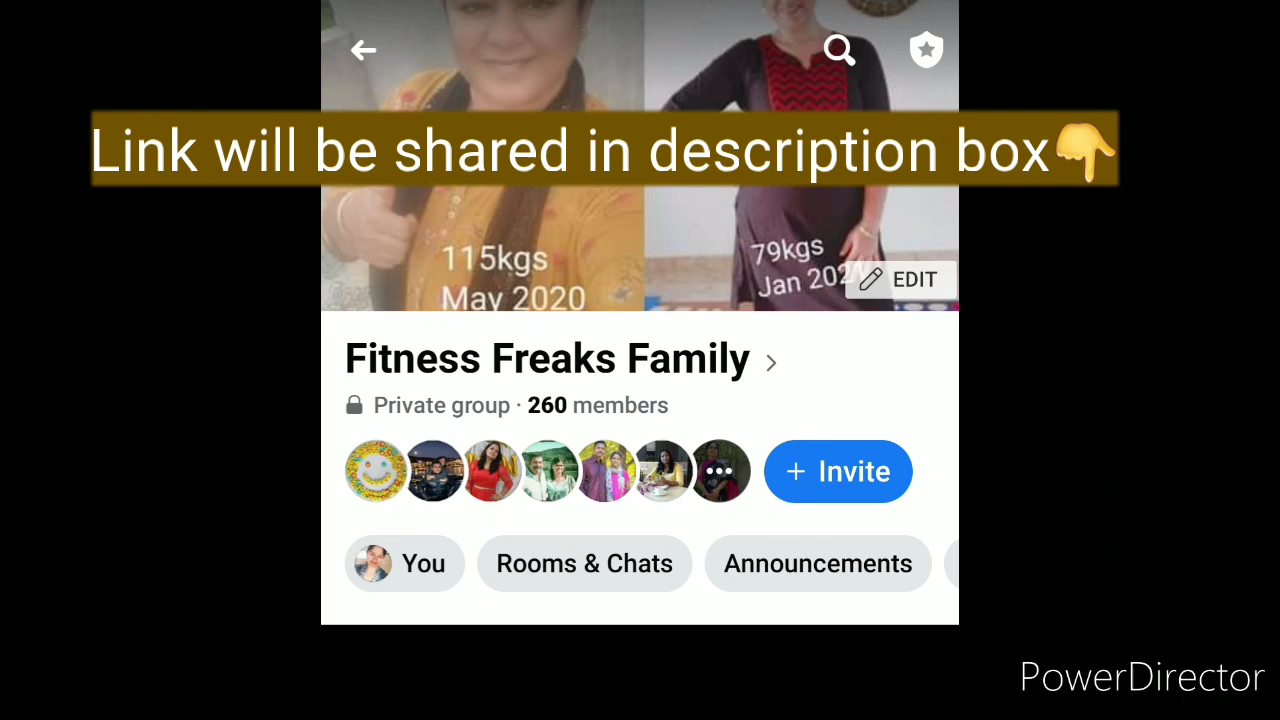 Link will be shared in description box👇
115kgs
May 2020
79kgs
Jan
EDIT
Fitness Freaks Family
Private group · 260 members
+ Invite
You
Rooms & Chats
Announcements
PowerDirector